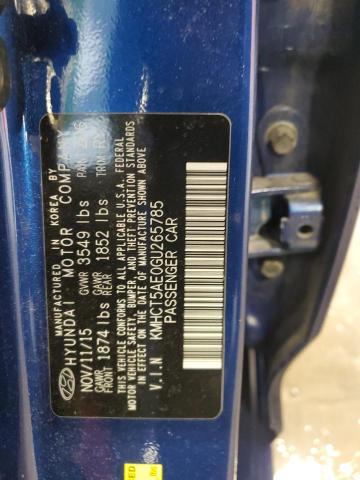 MANUFACTURED IN KOREA BY
HYUNDAI MOTOR COMPANY
NOV/11/15 GVWR 3549 lbs
GAWR FRONT 1874 lbs GAWR REAR 1852 lbs
THIS VEHICLE CONFORMS TO ALL APPLICABLE U.S.A. FEDERAL
MOTOR VEHICLE SAFETY, BUMPER, AND THEFT PREVENTION STANDARDS
IN EFFECT ON THE DATE OF MANUFACTURE SHOWN ABOVE.
V.I.N KMHCT5AE0GU265785
PASSENGER CAR